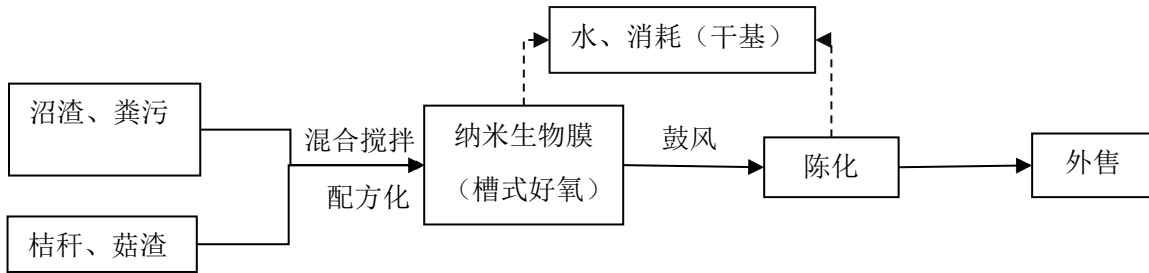 水、消耗（干基）
沼渣、粪污
混合搅拌
配方化
桔秆、菇渣
纳米生物膜
（槽式好氧）
鼓风
陈化
外售